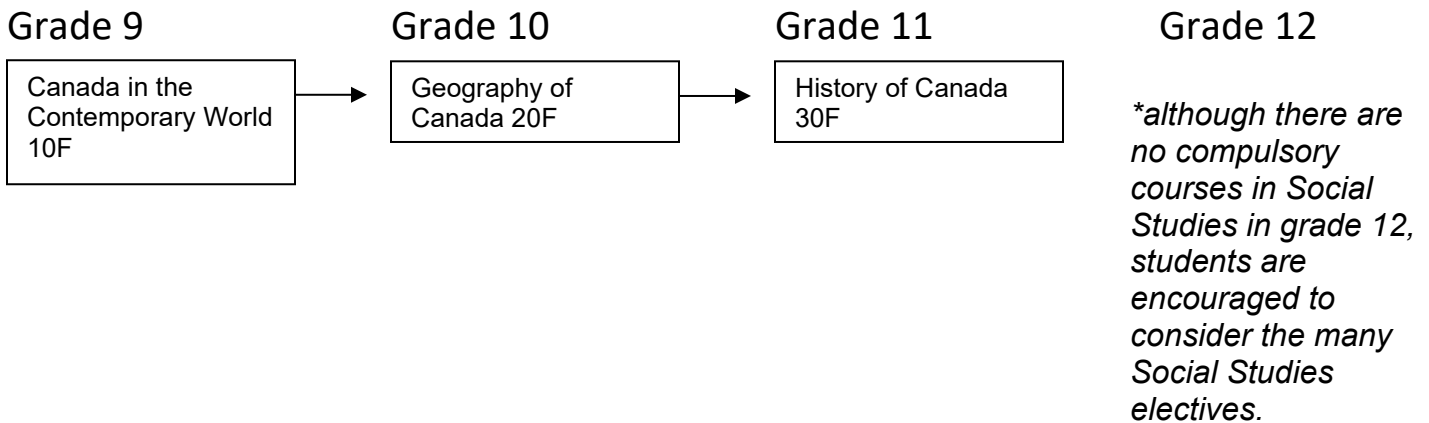 Grade 9
Canada in the
Contemporary World
10F
Grade 10
Geography of
Canada 20F
Grade 11
History of Canada
30F
Grade 12
*although there are
no compulsory
courses in Social
Studies in grade 12,
students are
encouraged to
consider the many
Social Studies
electives.